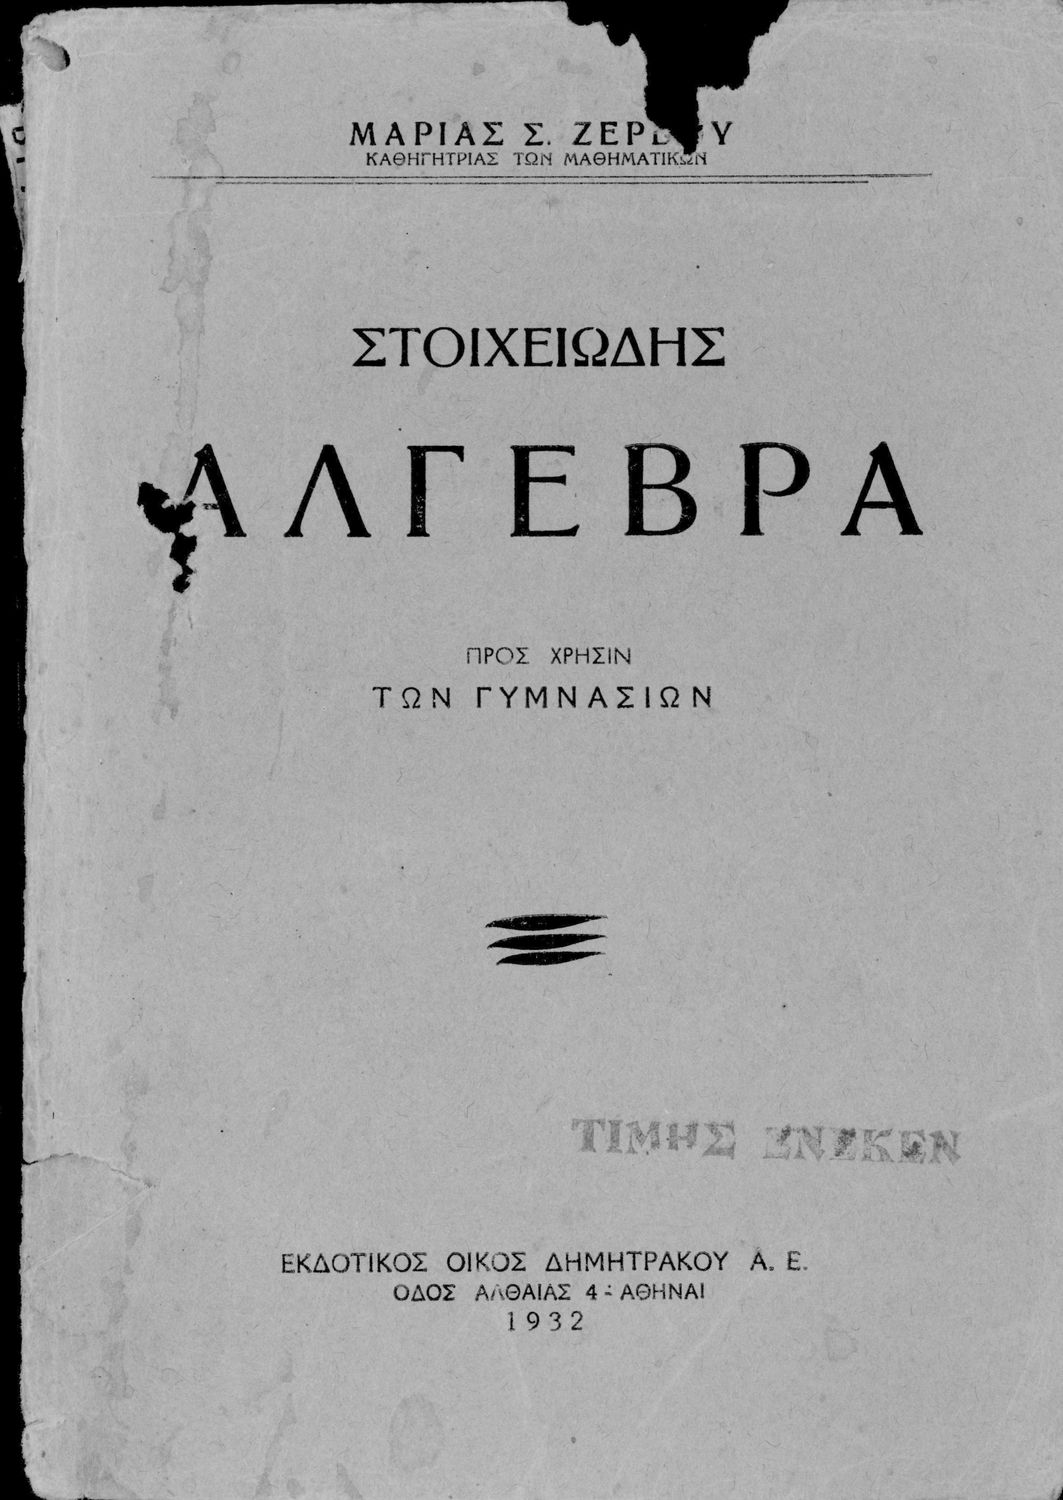 ΜΑΡΙΑΣ Σ.
ΚΑΘΗΓΗΤΡΙΑΣ ΤΩΝ ΜΑΘΗΜΑΤΙΚΩΝ
ΣΤΟΙΧΕΙΩΔΗΣ
ΑΛΓΕΒΡΑ
ΠΡΟΣ ΧΡΗΣΙΝ
ΤΩΝ ΓΥΜΝΑΣΙΩΝ
ΤΙΜΗΣ ΕΝΕΚΕΝ
ΕΚΔΟΤΙΚΟΣ ΟΙΚΟΣ ΔΗΜΗΤΡΑΚΟΥ Α. Ε.
ΟΔΟΣ ΑΛΘΑΙΑΣ 4 - ΑΘΗΝΑΙ
1932